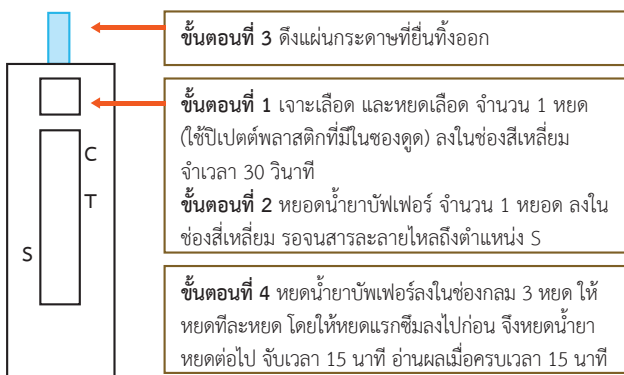 ขั้นตอนที่ 3 ดึงแผ่นกระดาษที่ยื่นทิ้งออก
ขั้นตอนที่ 1 เจาะเลือด และหยดเลือด จำนวน 1 หยด
(ใช้ปิเปตต์พลาสติกที่มีในซองดูด) ลงในช่องสีเหลี่ยม
จำเวลา 30 วินาที
ขั้นตอนที่ 2 หยอดน้ำยาบัฟเฟอร์ จำนวน 1 หยอด ลงใน
ช่องสี่เหลี่ยม รอจนสารละลายไหลถึงตำแหน่ง S
C
T
S
ขั้นตอนที่ 4 หยดน้ำยาบัพเฟอร์ลงในช่องกลม 3 หยด ให้
หยดทีละหยด โดยให้หยดแรกซึมลงไปก่อน จึงหยดน้ำยา
หยดต่อไป จับเวลา 15 นาที อ่านผลเมื่อครบเวลา 15 นาที